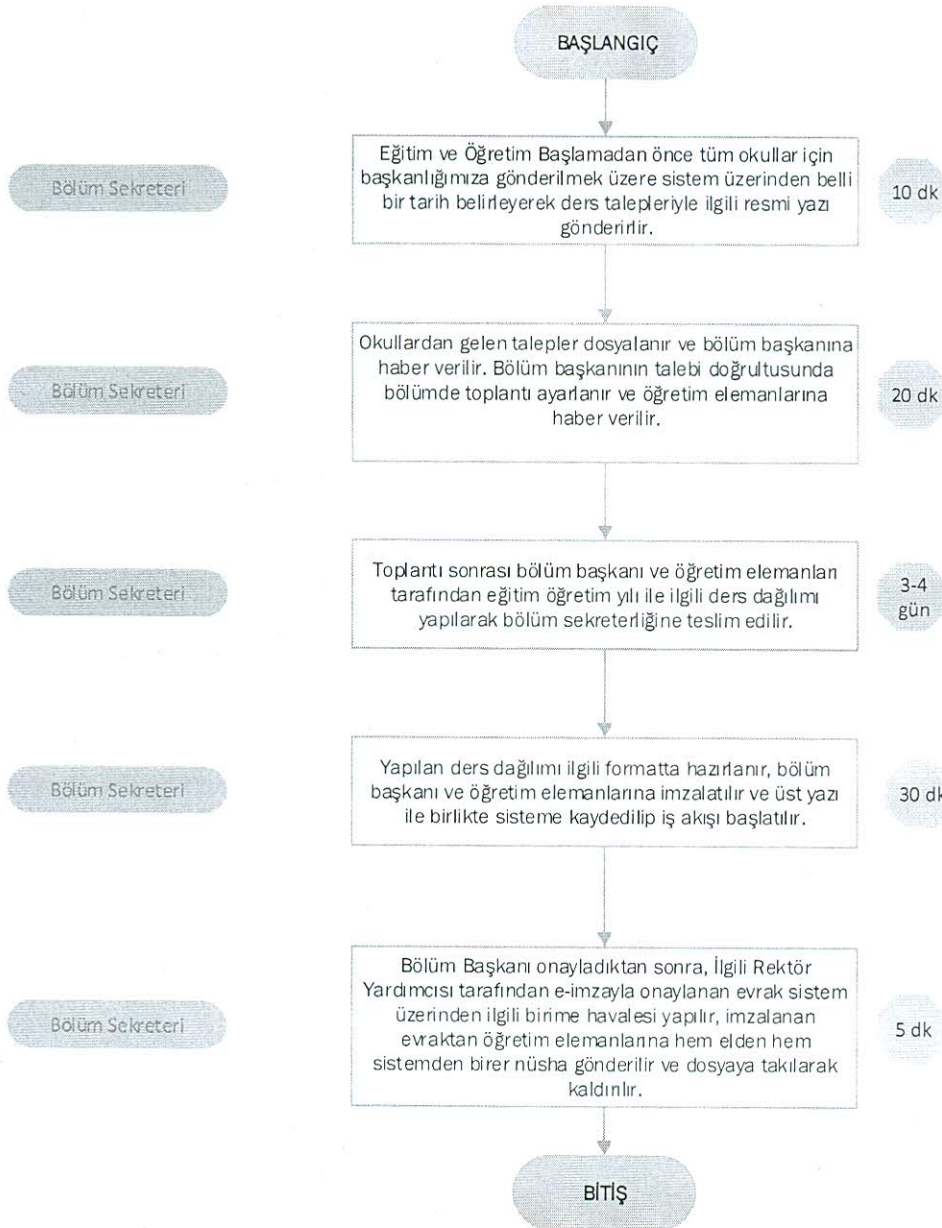 BAŞLANGIÇ
Bölüm Sekreteri
Eğitim ve Öğretim Başlamadan önce tüm okullar için
başkanlığımıza gönderilmek üzere sistem üzerinden belli
bir tarih belirleyerek ders talepleriyle ilgili resmi yazı
gönderirlir.
10 dk
Bölüm Sekreteri
Okullardan gelen talepler dosyalanır ve bölüm başkanına
haber verilir. Bölüm başkanının talebi doğrultusunda
bölümde toplantı ayarlanır ve öğretim elemanlarına
haber verilir.
20 dk
Bölüm Sekreteri
Toplantı sonrası bölüm başkanı ve öğretim elemanları
tarafından eğitim öğretim yılı ile ilgili ders dağılımı
yapılarak bölüm sekreterliğine teslim edilir.
3-4
gün
Bölüm Sekreteri
Yapılan ders dağılımı ilgili formatta hazırlanır, bölüm
başkanı ve öğretim elemanlarına imzalatılır ve üst yazı
ile birlikte sisteme kaydedilip iş akışı başlatılır.
30 dk
Bölüm Sekreteri
Bölüm Başkanı onayladıktan sonra, İlgili Rektör
Yardımcısı tarafından e-imzayla onaylanan evrak sistem
üzerinden ilgili birime havalesi yapılır, imzalanan
evraktan öğretim elemanlarına hem elden hem
sistemden birer nüsha gönderilir ve dosyaya takılarak
kaldırılır.
5 dk
BİTİŞ